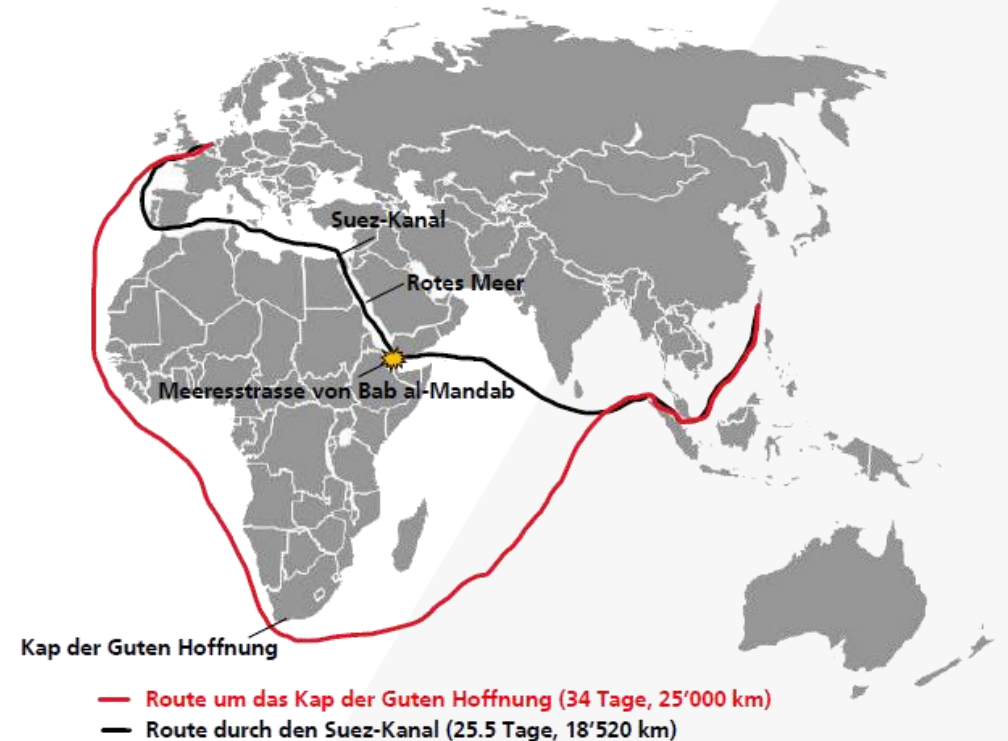 Suez-Kanal
Rotes Meer
Meeresstrasse von Bab al-Mandab
Kap der Guten Hoffnung
Route um das Kap der Guten Hoffnung (34 Tage, 25’000 km)
Route durch den Suez-Kanal (25.5 Tage, 18’520 km)